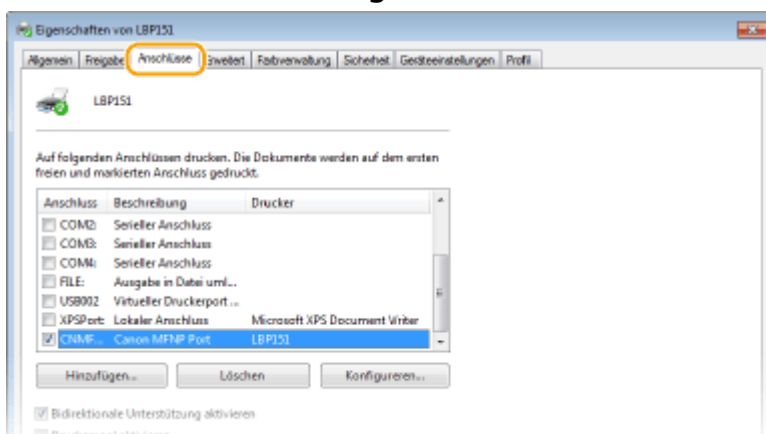 Eigenschaften von LBP151
Allgemein Freigabe Anschlüsse Erweitert Farbverwaltung Sicherheit Geräteeinstellungen Profil
LBP151
Auf folgenden Anschlüssen drucken. Die Dokumente werden auf dem ersten
freien und markierten Anschluss gedruckt.
Anschluss Beschreibung Drucker
COM2: Serieller Anschluss
COM3: Serieller Anschluss
COM4: Serieller Anschluss
FILE: Ausgabe in Datei uml...
USB002 Virtueller Druckerport ...
XPSPort: Lokaler Anschluss Microsoft XPS Document Writer
CNMF... Canon MFNP Port LBP151
Hinzufügen... Löschen Konfigurieren...
Bidirektionale Unterstützung aktivieren